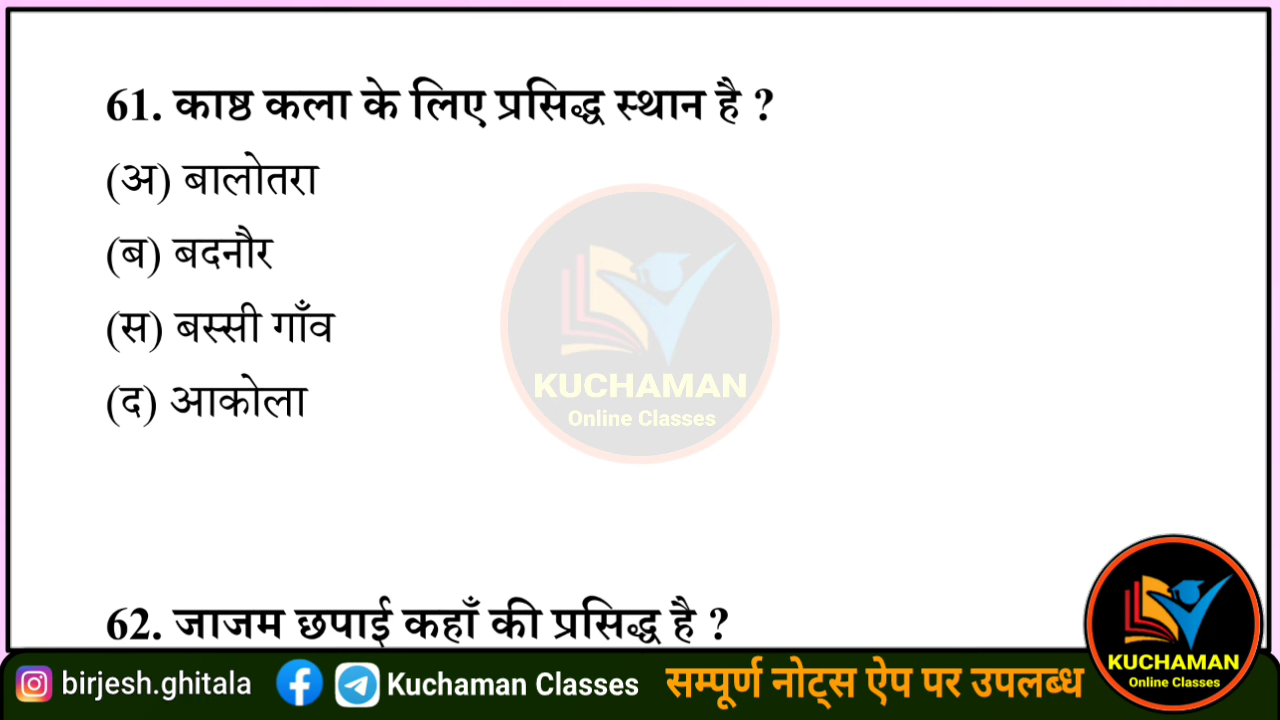 61. काष्ठ कला के लिए प्रसिद्ध स्थान है ?
(अ) बालोतरा
(ब) बदनौर
(स) बस्सी गाँव
(द) आकोला
KUCHAMAN
Online Classes
62. जाजम छपाई कहाँ की प्रसिद्ध है ?
birjesh.ghitala
Kuchaman Classes
सम्पूर्ण नोट्स ऐप पर उपलब्ध
KUCHAMAN
Online Classes